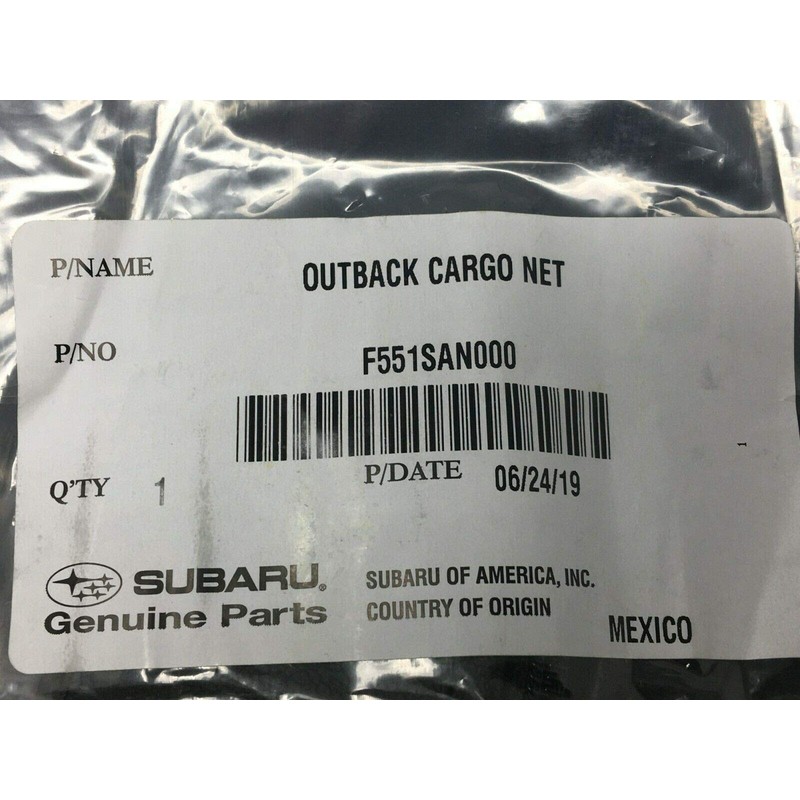 P/NAME OUTBACK CARGO NET
P/NO F551SAN000
P/DATE 06/24/19
Q'TY 1
1
SUBARU®
Genuine Parts
SUBARU OF AMERICA, INC.
COUNTRY OF ORIGIN
MEXICO